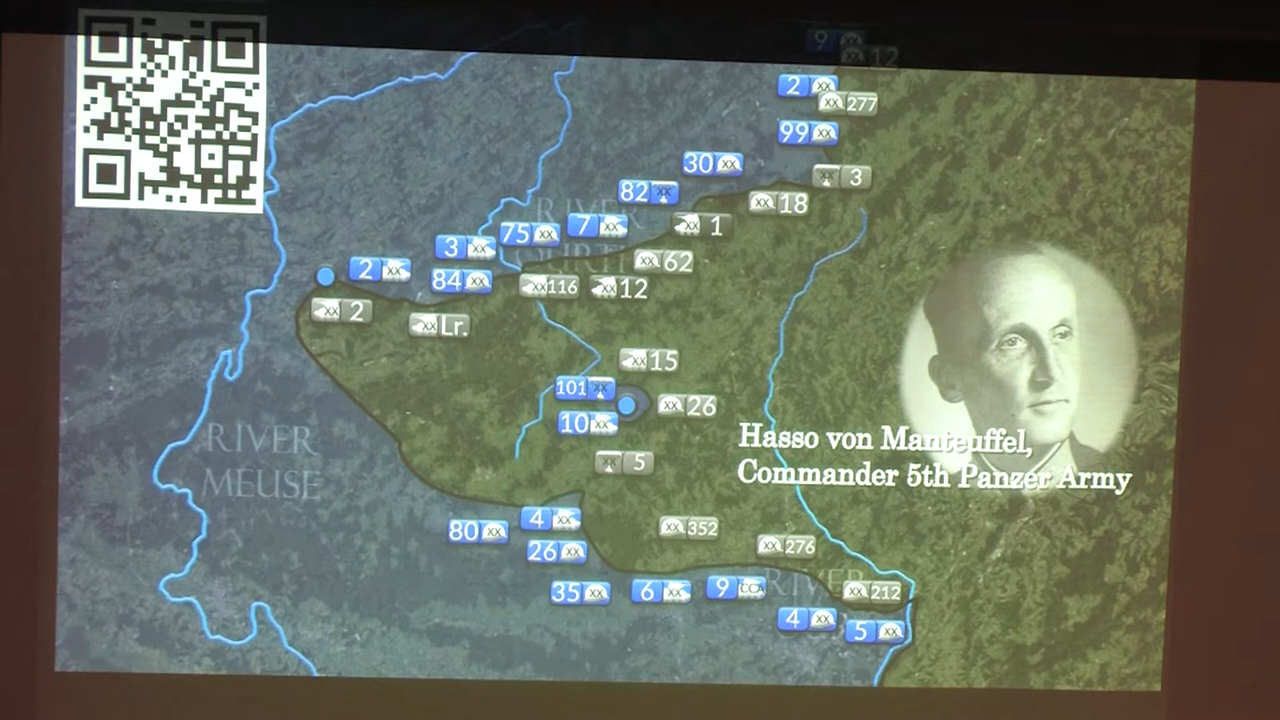 9 XX
XX 12
2 XX
XX 277
99 XX
30 XX
XX 3
82 XX
XX 18
RIVER
OURTHE
7 XX
XX 1
75 XX
3 XX
XX 62
2 XX
84 XX
XX 116
XX 12
XX 2
XX Lr.
XX 15
101 XX
XX 26
10 XX
RIVER
MEUSE
Hasso von Manteuffel,
Commander 5th Panzer Army
XX 5
4 XX
80 XX
XX 352
26 XX
XX 276
35 XX
6 XX
9 CCA
RIVER
XX 212
4 XX
5 XX